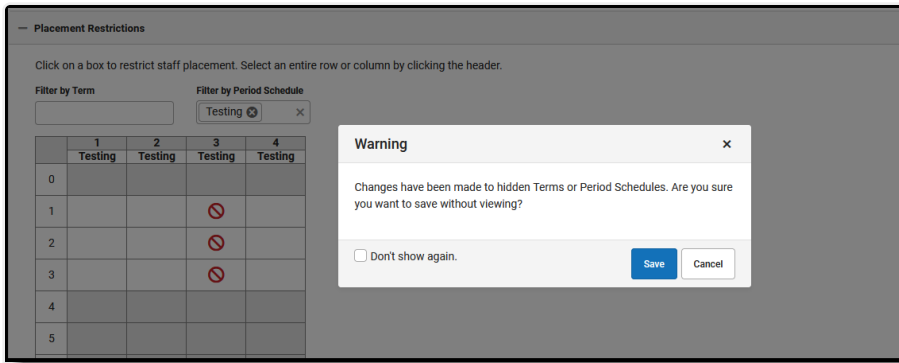 Placement Restrictions
Click on a box to restrict staff placement. Select an entire row or column by clicking the header.
Filter by Term
Filter by Period Schedule
Testing
1 2 3 4
Testing Testing Testing Testing
0
1
2
3
4
5
Warning
Changes have been made to hidden Terms or Period Schedules. Are you sure
you want to save without viewing?
Don't show again.
Save
Cancel